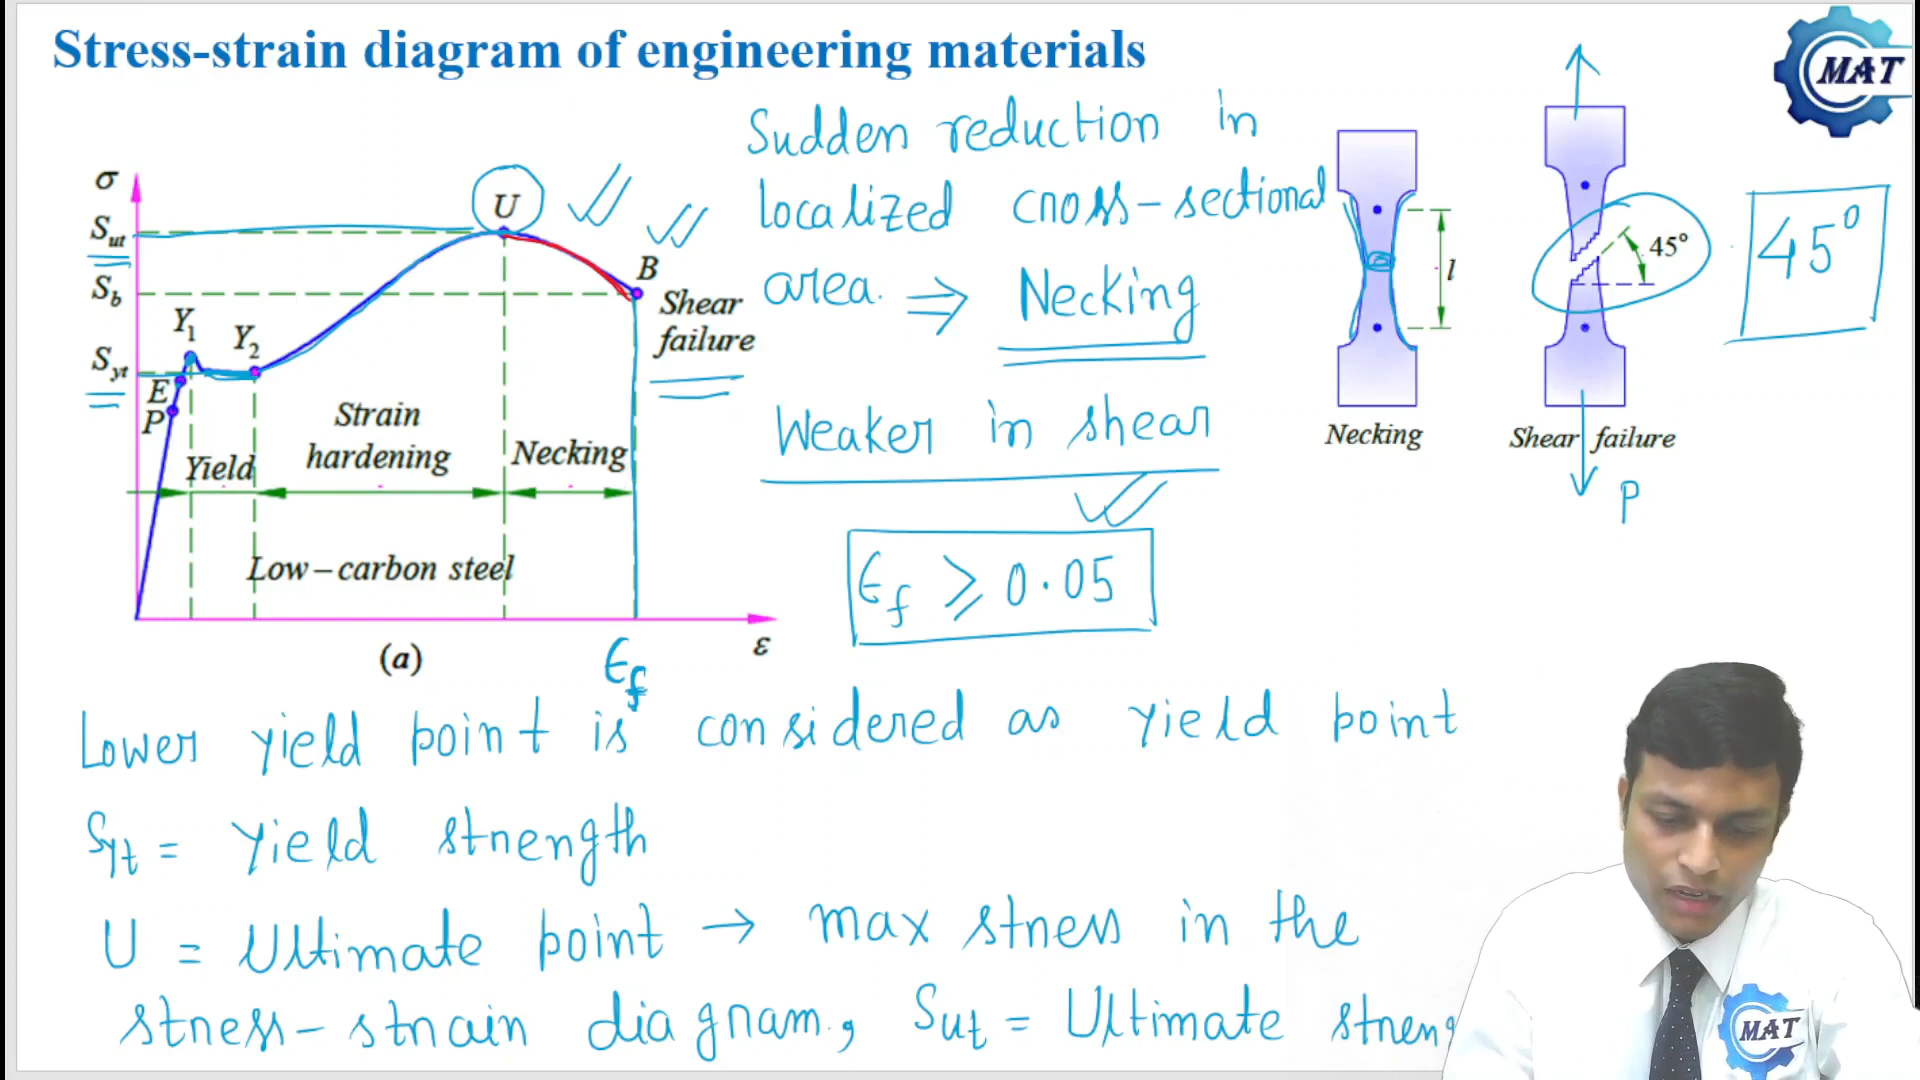 Stress-strain diagram of engineering materials
MAT
Sudden reduction in
localized cross-sectional
area. ⇒ Necking
Weaker in shear
ϵf ⩾ 0.05
σ
Sut
Sb
Syt
U
B
Y1
Y2
E
P
Shear
failure
Strain
hardening
Yield
Necking
Low-carbon steel
(a)
ε
ϵf
l
Necking
45°
45°
Shear failure
P
Lower yield point is considered as yield point
Syt = Yield strength
U = Ultimate point → max stress in the
stress-strain diagram, Sut = Ultimate streng
MAT